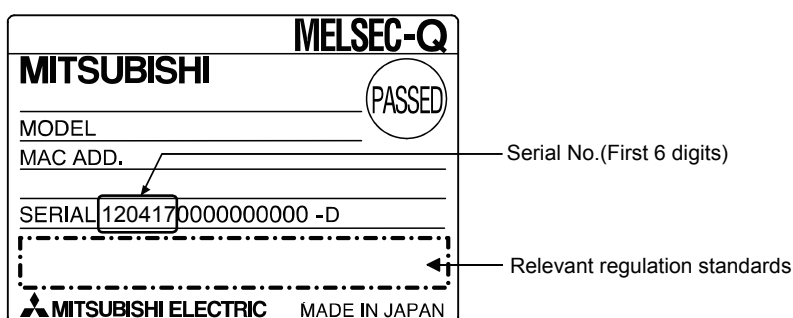 MELSEC-Q
MITSUBISHI
PASSED
MODEL
MAC ADD.
Serial No.(First 6 digits)
SERIAL 1204170000000000 -D
Relevant regulation standards
MITSUBISHI ELECTRIC MADE IN JAPAN